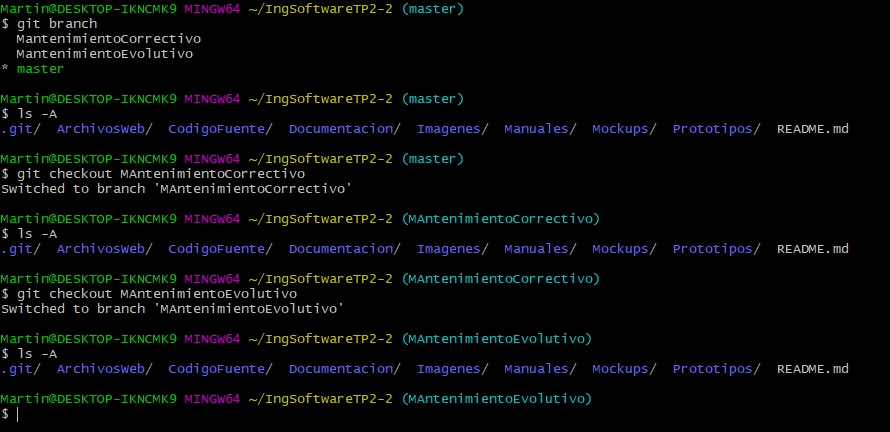 Martin@DESKTOP-IKNCMK9 MINGW64 ~/IngSoftwareTP2-2 (master)
$ git branch
  MantenimientoCorrectivo
  MantenimientoEvolutivo
* master

Martin@DESKTOP-IKNCMK9 MINGW64 ~/IngSoftwareTP2-2 (master)
$ ls -A
.git/  ArchivosWeb/  CodigoFuente/  Documentacion/  Imagenes/  Manuales/  Mockups/  Prototipos/  README.md

Martin@DESKTOP-IKNCMK9 MINGW64 ~/IngSoftwareTP2-2 (master)
$ git checkout MAntenimientoCorrectivo
Switched to branch 'MAntenimientoCorrectivo'

Martin@DESKTOP-IKNCMK9 MINGW64 ~/IngSoftwareTP2-2 (MAntenimientoCorrectivo)
$ ls -A
.git/  ArchivosWeb/  CodigoFuente/  Documentacion/  Imagenes/  Manuales/  Mockups/  Prototipos/  README.md

Martin@DESKTOP-IKNCMK9 MINGW64 ~/IngSoftwareTP2-2 (MAntenimientoCorrectivo)
$ git checkout MAntenimientoEvolutivo
Switched to branch 'MAntenimientoEvolutivo'

Martin@DESKTOP-IKNCMK9 MINGW64 ~/IngSoftwareTP2-2 (MAntenimientoEvolutivo)
$ ls -A
.git/  ArchivosWeb/  CodigoFuente/  Documentacion/  Imagenes/  Manuales/  Mockups/  Prototipos/  README.md

Martin@DESKTOP-IKNCMK9 MINGW64 ~/IngSoftwareTP2-2 (MAntenimientoEvolutivo)
$